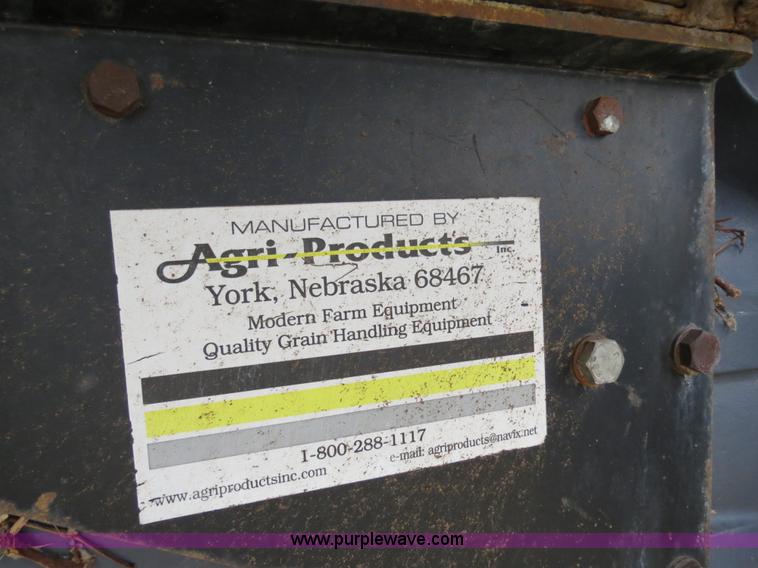 MANUFACTURED BY
Agri-Products Inc.
York, Nebraska 68467
Modern Farm Equipment
Quality Grain Handling Equipment
1-800-288-1117
www.agriproductsinc.com e-mail: agriproducts@navix.net
www.purplewave.com